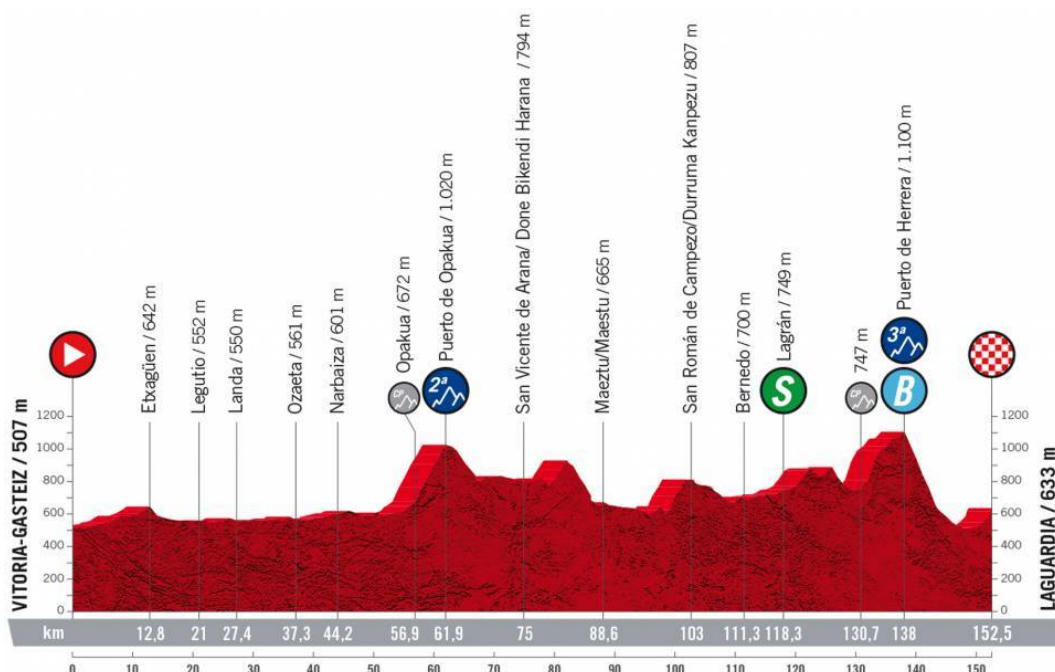 VITORIA-GASTEIZ / 507 m
Etxagüen / 642 m
Legutio / 552 m
Landa / 550 m
Ozaeta / 561 m
Narbaiza / 601 m
Opakua / 672 m
CP
Puerto de Opakua / 1.020 m
2ª
San Vicente de Arana/ Done Bikendi Harana / 794 m
Maeztu/Maestu / 665 m
San Román de Campezo/Durruma Kanpezu / 807 m
Bernedo / 700 m
Lagrán / 749 m
S
747 m
CP
Puerto de Herrera / 1.100 m
3ª
B
LAGUARDIA / 633 m
1200
1000
800
600
400
200
0
1200
1000
800
600
400
200
0
km 12,8 21 27,4 37,3 44,2 56,9 61,9 75 88,6 103 111,3 118,3 130,7 138 152,5
0 10 20 30 40 50 60 70 80 90 100 110 120 130 140 150